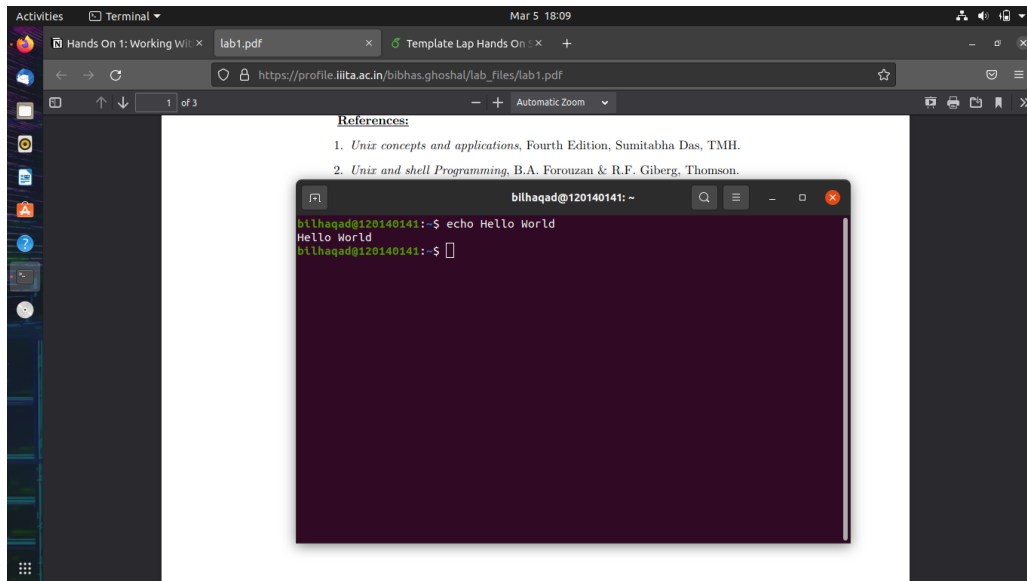 Activities Terminal Mar 5 18:09
Hands On 1: Working Wit × lab1.pdf × Template Lap Hands On S × +
https://profile.iiita.ac.in/bibhas.ghoshal/lab_files/lab1.pdf
1 of 3 — + Automatic Zoom
References:
1. Unix concepts and applications, Fourth Edition, Sumitabha Das, TMH.
2. Unix and shell Programming, B.A. Forouzan & R.F. Giberg, Thomson.
bilhaqad@120140141: ~
bilhaqad@120140141:~$ echo Hello World
Hello World
bilhaqad@120140141:~$